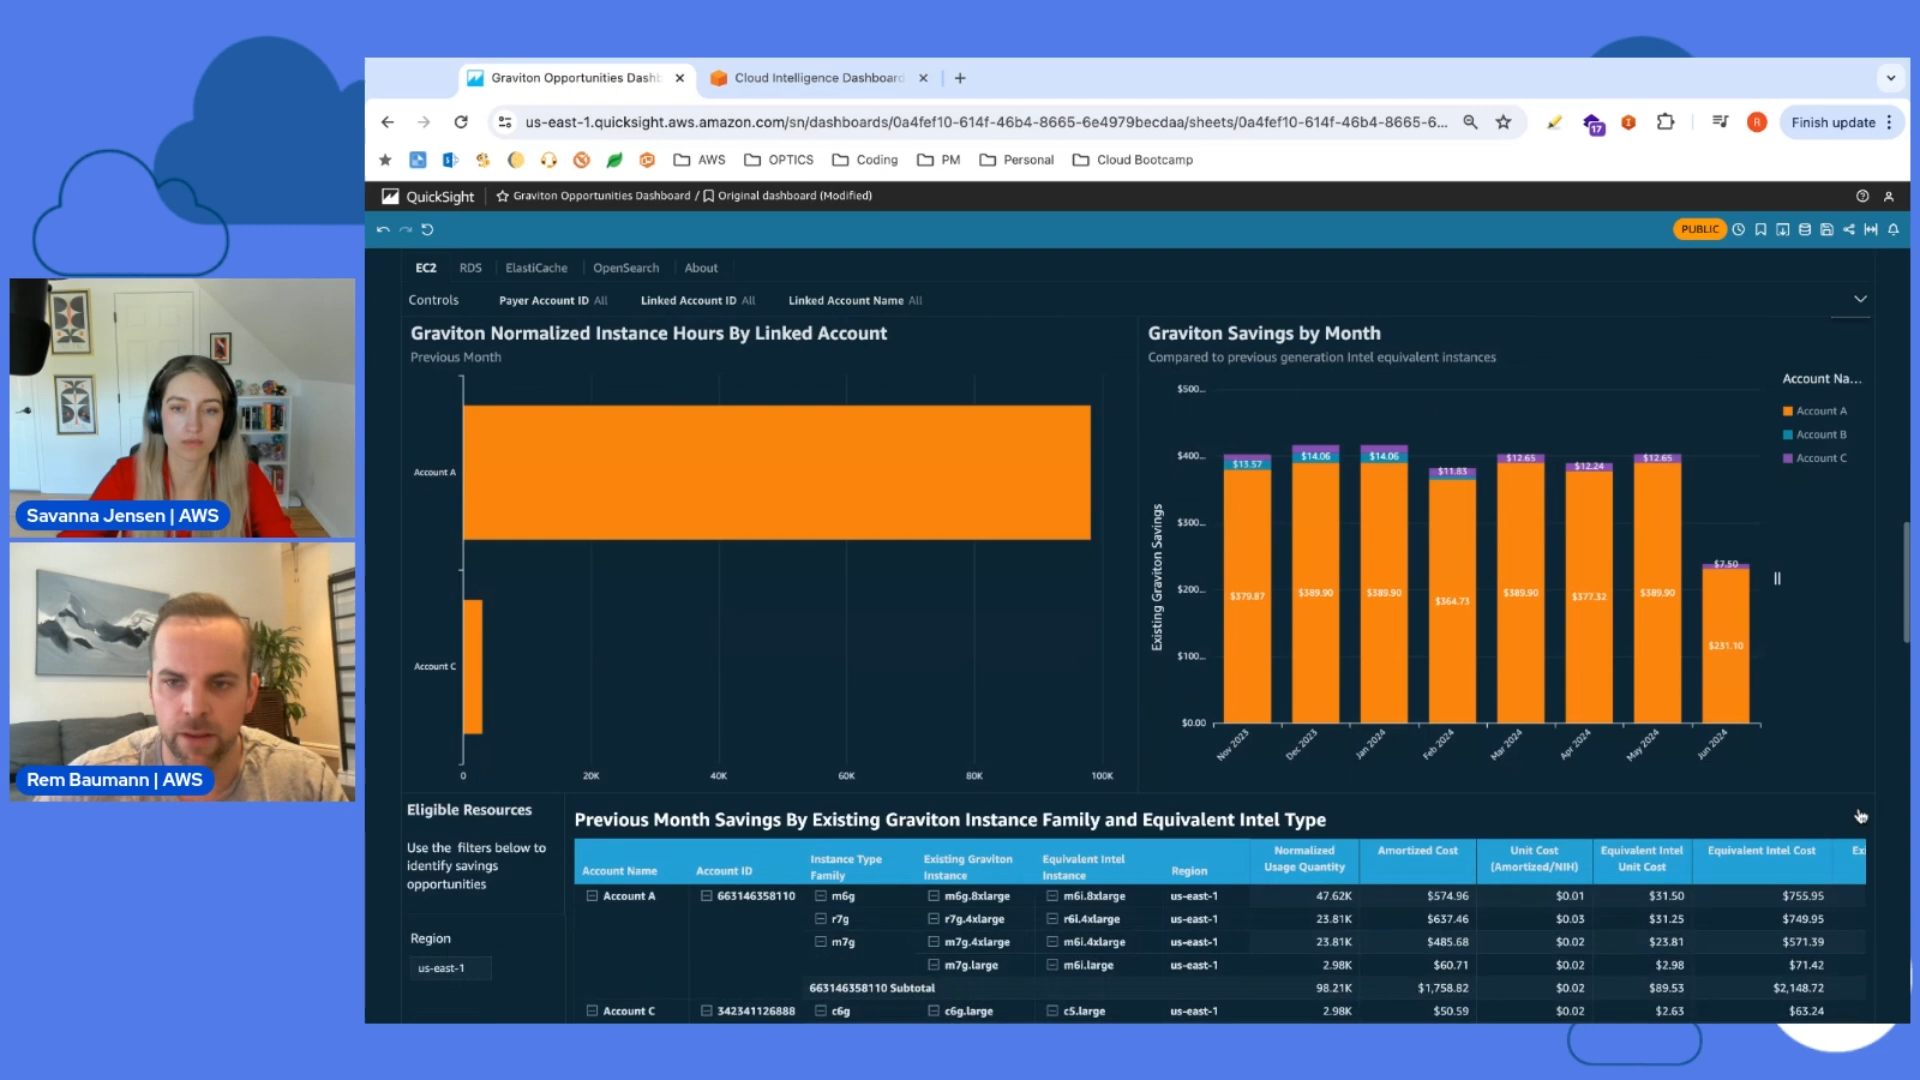 Graviton Opportunities Dashb
Cloud Intelligence Dashboard
us-east-1.quicksight.aws.amazon.com/sn/dashboards/0a4fef10-614f-46b4-8665-6e4979becdaa/sheets/0a4fef10-614f-46b4-8665-6...
17
R
Finish update
AWS
OPTICS
Coding
PM
Personal
Cloud Bootcamp
QuickSight
Graviton Opportunities Dashboard / Original dashboard (Modified)
PUBLIC
EC2 RDS ElastiCache OpenSearch About
Controls Payer Account ID All Linked Account ID All Linked Account Name All
Graviton Normalized Instance Hours By Linked Account
Previous Month
Account A
Account C
0 20K 40K 60K 80K 100K
Graviton Savings by Month
Compared to previous generation Intel equivalent instances
Account Na...
Account A
Account B
Account C
Existing Graviton Savings
$500...
$400...
$300...
$200...
$100...
$0.00
$13.57 $14.06 $14.06 $11.83 $12.65 $12.24 $12.65 $7.50
$379.87 $389.90 $389.90 $364.73 $389.90 $377.32 $389.90 $231.10
Nov 2023 Dec 2023 Jan 2024 Feb 2024 Mar 2024 Apr 2024 May 2024 Jun 2024
Savanna Jensen | AWS
Rem Baumann | AWS
Eligible Resources
Use the filters below to
identify savings
opportunities
Region
us-east-1
Previous Month Savings By Existing Graviton Instance Family and Equivalent Intel Type
Account Name Account ID Instance Type Family Existing Graviton Instance Equivalent Intel Instance Region Normalized Usage Quantity Amortized Cost Unit Cost (Amortized/NIH) Equivalent Intel Unit Cost Equivalent Intel Cost Exi
Account A 663146358110 m6g m6g.8xlarge m6i.8xlarge us-east-1 47.62K $574.96 $0.01 $31.50 $755.95
r7g r7g.4xlarge r6i.4xlarge us-east-1 23.81K $637.46 $0.03 $31.25 $749.95
m7g m7g.4xlarge m6i.4xlarge us-east-1 23.81K $485.68 $0.02 $23.81 $571.39
m7g.large m6i.large us-east-1 2.98K $60.71 $0.02 $2.98 $71.42
663146358110 Subtotal 98.21K $1,758.82 $0.02 $89.53 $2,148.72
Account C 342341126888 c6g c6g.large c5.large us-east-1 2.98K $50.59 $0.02 $2.63 $63.24